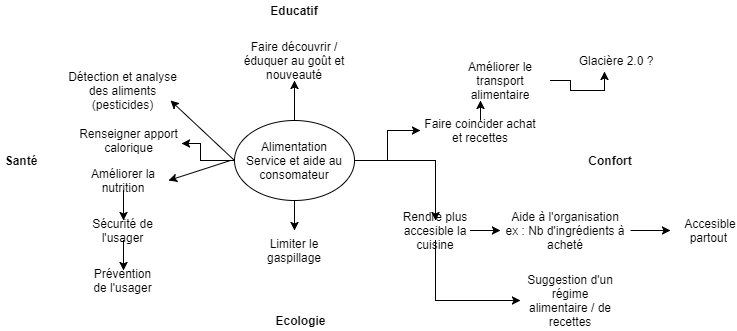 Educatif
Faire découvrir /
éduquer au goût et
nouveauté
Améliorer le
transport
alimentaire
Glacière 2.0 ?
Détection et analyse
des aliments
(pesticides)
Faire coincider achat
et recettes
Renseigner apport
calorique
Alimentation
Service et aide au
consomateur
Santé
Confort
Améliorer la
nutrition
Sécurité de
l'usager
Rendre plus
accesible la
cuisine
Aide à l'organisation
ex : Nb d'ingrédients à
acheté
Accesible
partout
Limiter le
gaspillage
Prévention
de l'usager
Suggestion d'un
régime
alimentaire / de
recettes
Ecologie